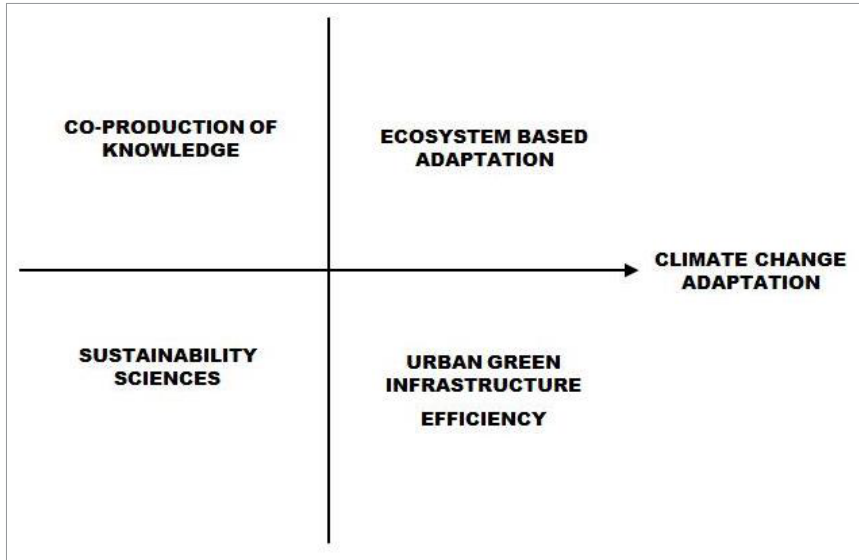 CO-PRODUCTION OF
KNOWLEDGE
ECOSYSTEM BASED
ADAPTATION
CLIMATE CHANGE
ADAPTATION
SUSTAINABILITY
SCIENCES
URBAN GREEN
INFRASTRUCTURE
EFFICIENCY